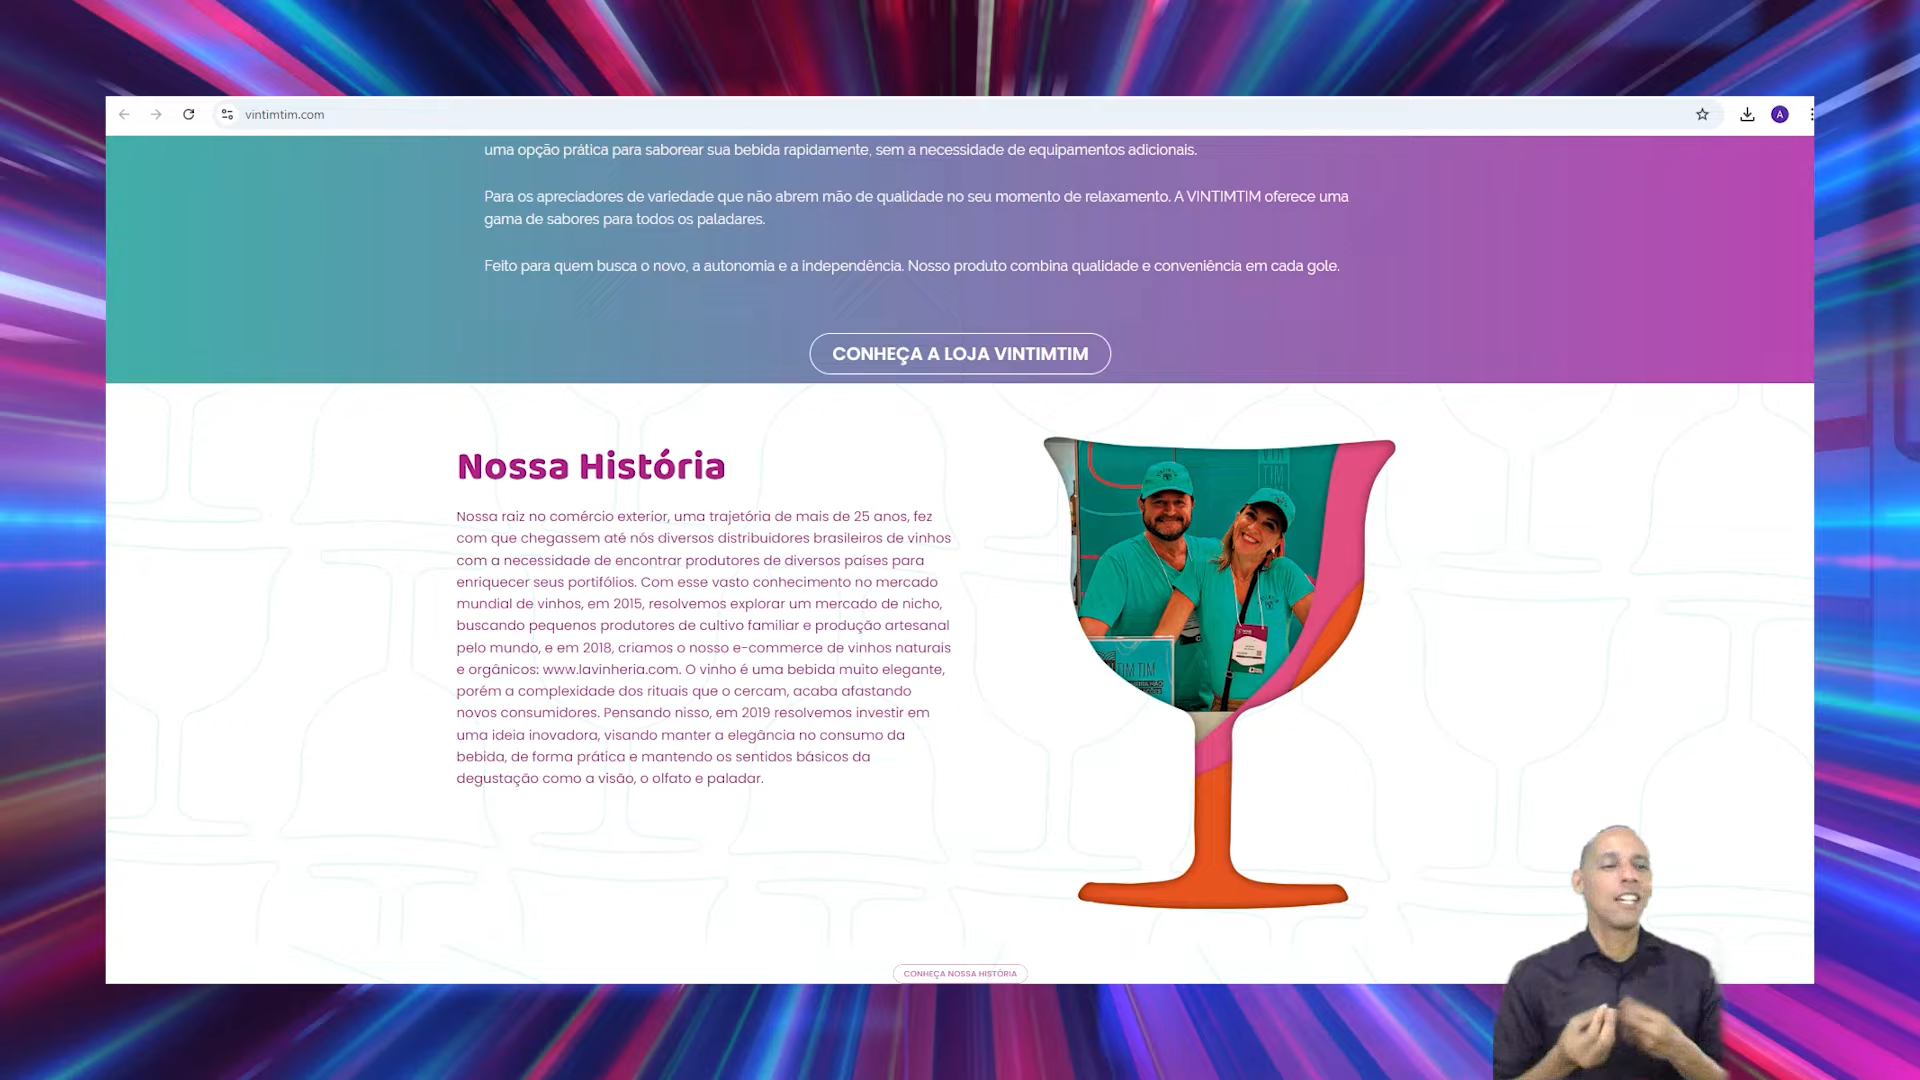 vintimtim.com
A
uma opção prática para saborear sua bebida rapidamente, sem a necessidade de equipamentos adicionais.
Para os apreciadores de variedade que não abrem mão de qualidade no seu momento de relaxamento. A VINTIMTIM oferece uma
gama de sabores para todos os paladares.
Feito para quem busca o novo, a autonomia e a independência. Nosso produto combina qualidade e conveniência em cada gole.
CONHEÇA A LOJA VINTIMTIM
Nossa História
Nossa raiz no comércio exterior, uma trajetória de mais de 25 anos, fez
com que chegassem até nós diversos distribuidores brasileiros de vinhos
com a necessidade de encontrar produtores de diversos países para
enriquecer seus portifólios. Com esse vasto conhecimento no mercado
mundial de vinhos, em 2015, resolvemos explorar um mercado de nicho,
buscando pequenos produtores de cultivo familiar e produção artesanal
pelo mundo, e em 2018, criamos o nosso e-commerce de vinhos naturais
e orgânicos: www.lavinheria.com. O vinho é uma bebida muito elegante,
porém a complexidade dos rituais que o cercam, acaba afastando
novos consumidores. Pensando nisso, em 2019 resolvemos investir em
uma ideia inovadora, visando manter a elegância no consumo da
bebida, de forma prática e mantendo os sentidos básicos da
degustação como a visão, o olfato e paladar.
VIN
TIM
TIM TIM
CONHEÇA NOSSA HISTÓRIA